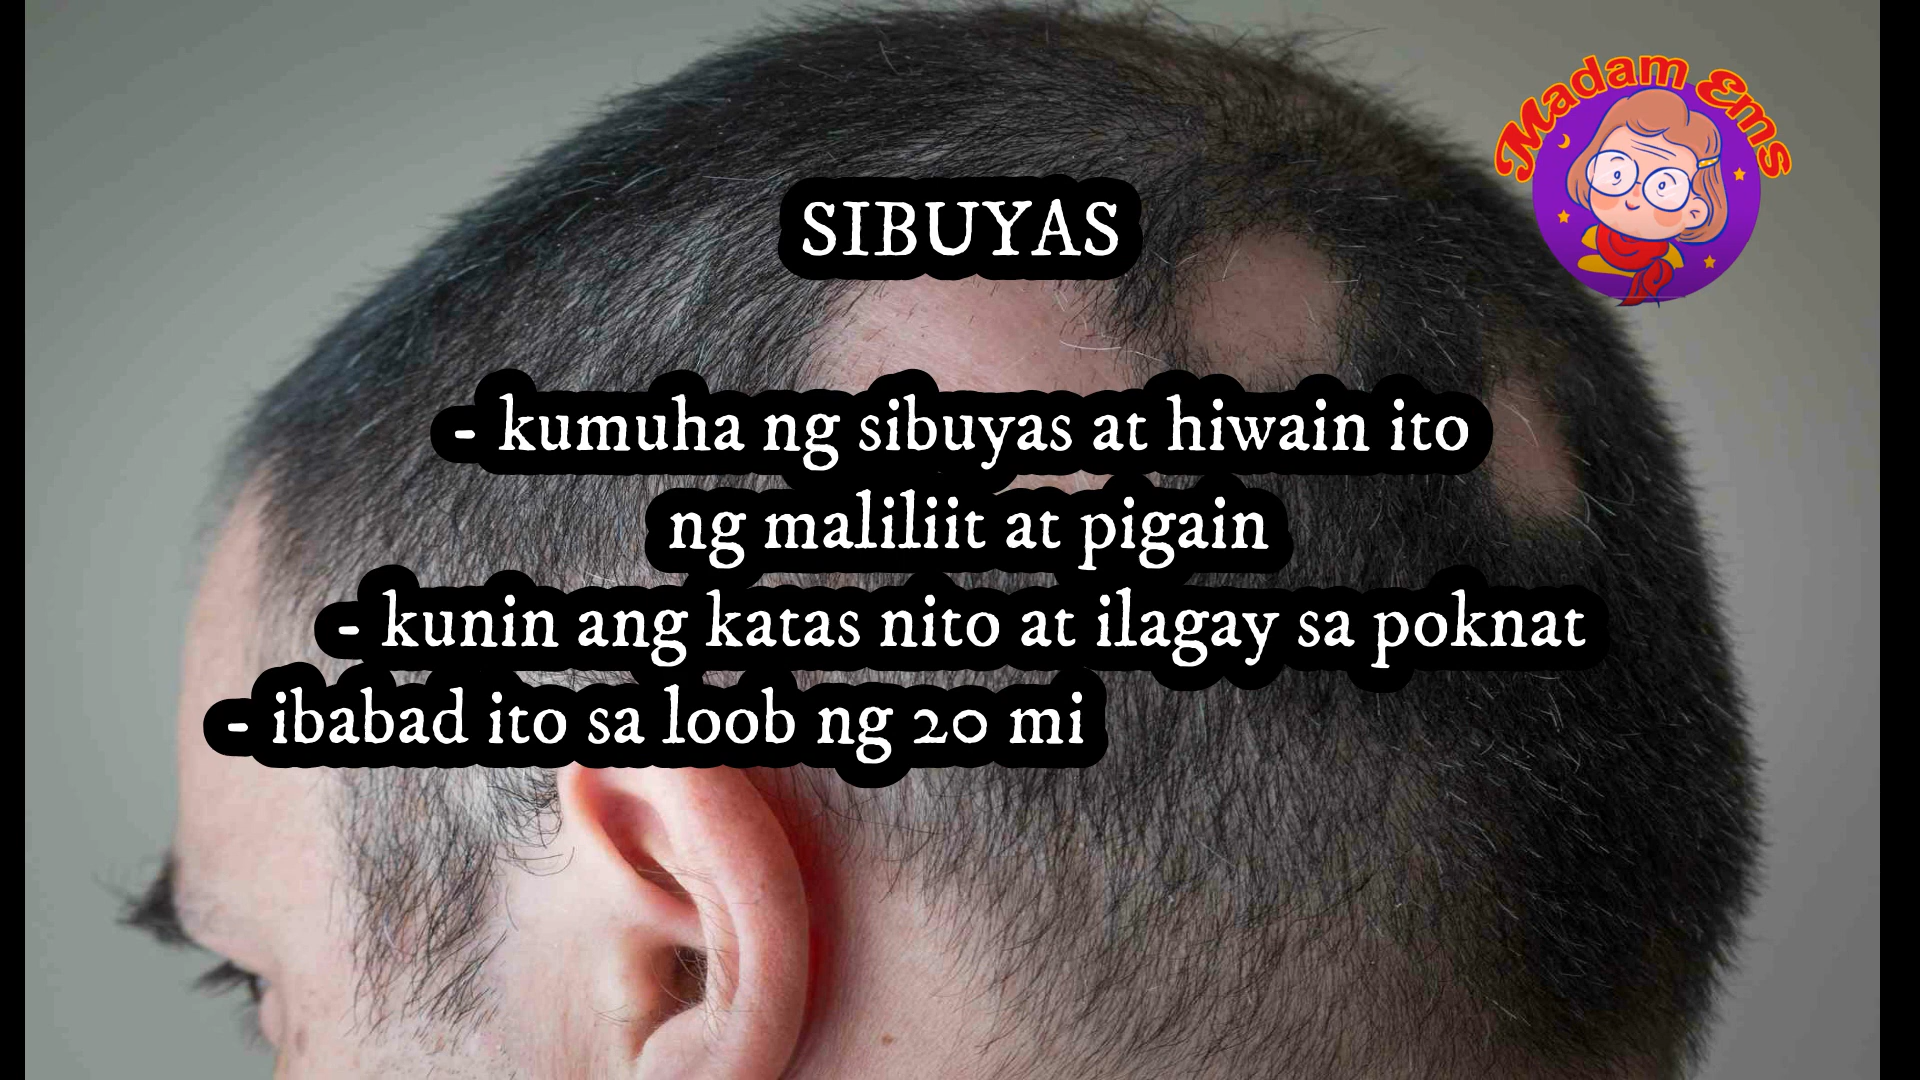 Madam Ems
SIBUYAS
- kumuha ng sibuyas at hiwain ito
ng maliliit at pigain
- kunin ang katas nito at ilagay sa poknat
- ibabad ito sa loob ng 20 mi